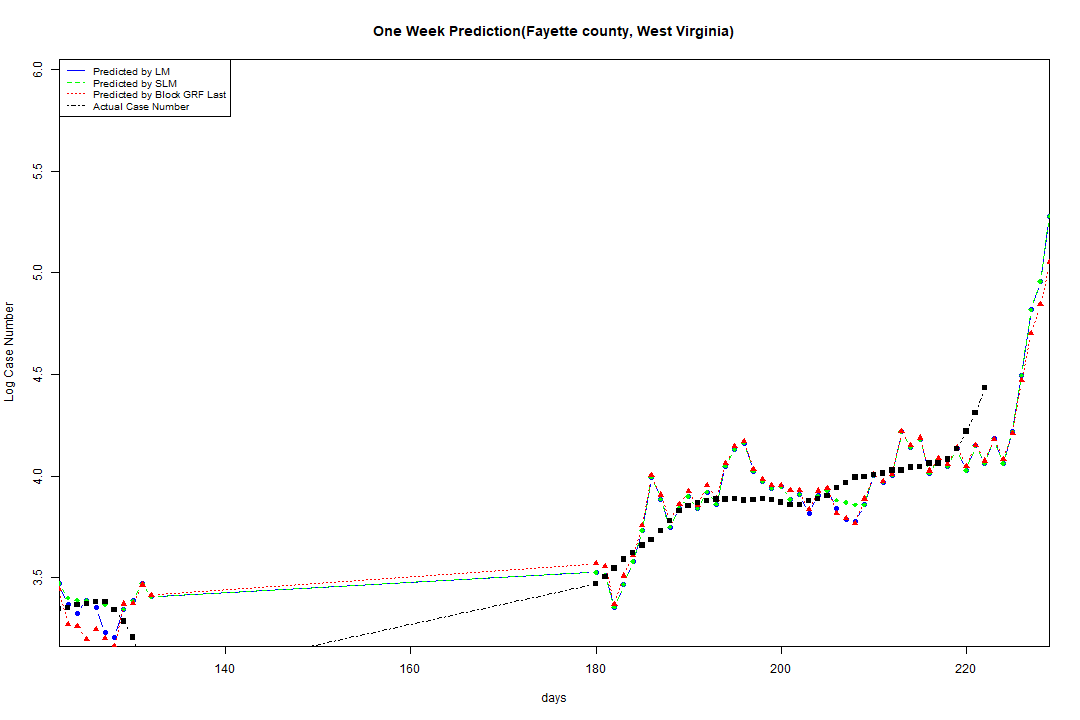 One Week Prediction(Fayette county, West Virginia)
Predicted by LM
Predicted by SLM
Predicted by Block GRF Last
Actual Case Number
6.0
5.5
5.0
4.5
4.0
3.5
Log Case Number
140
160
180
200
220
days